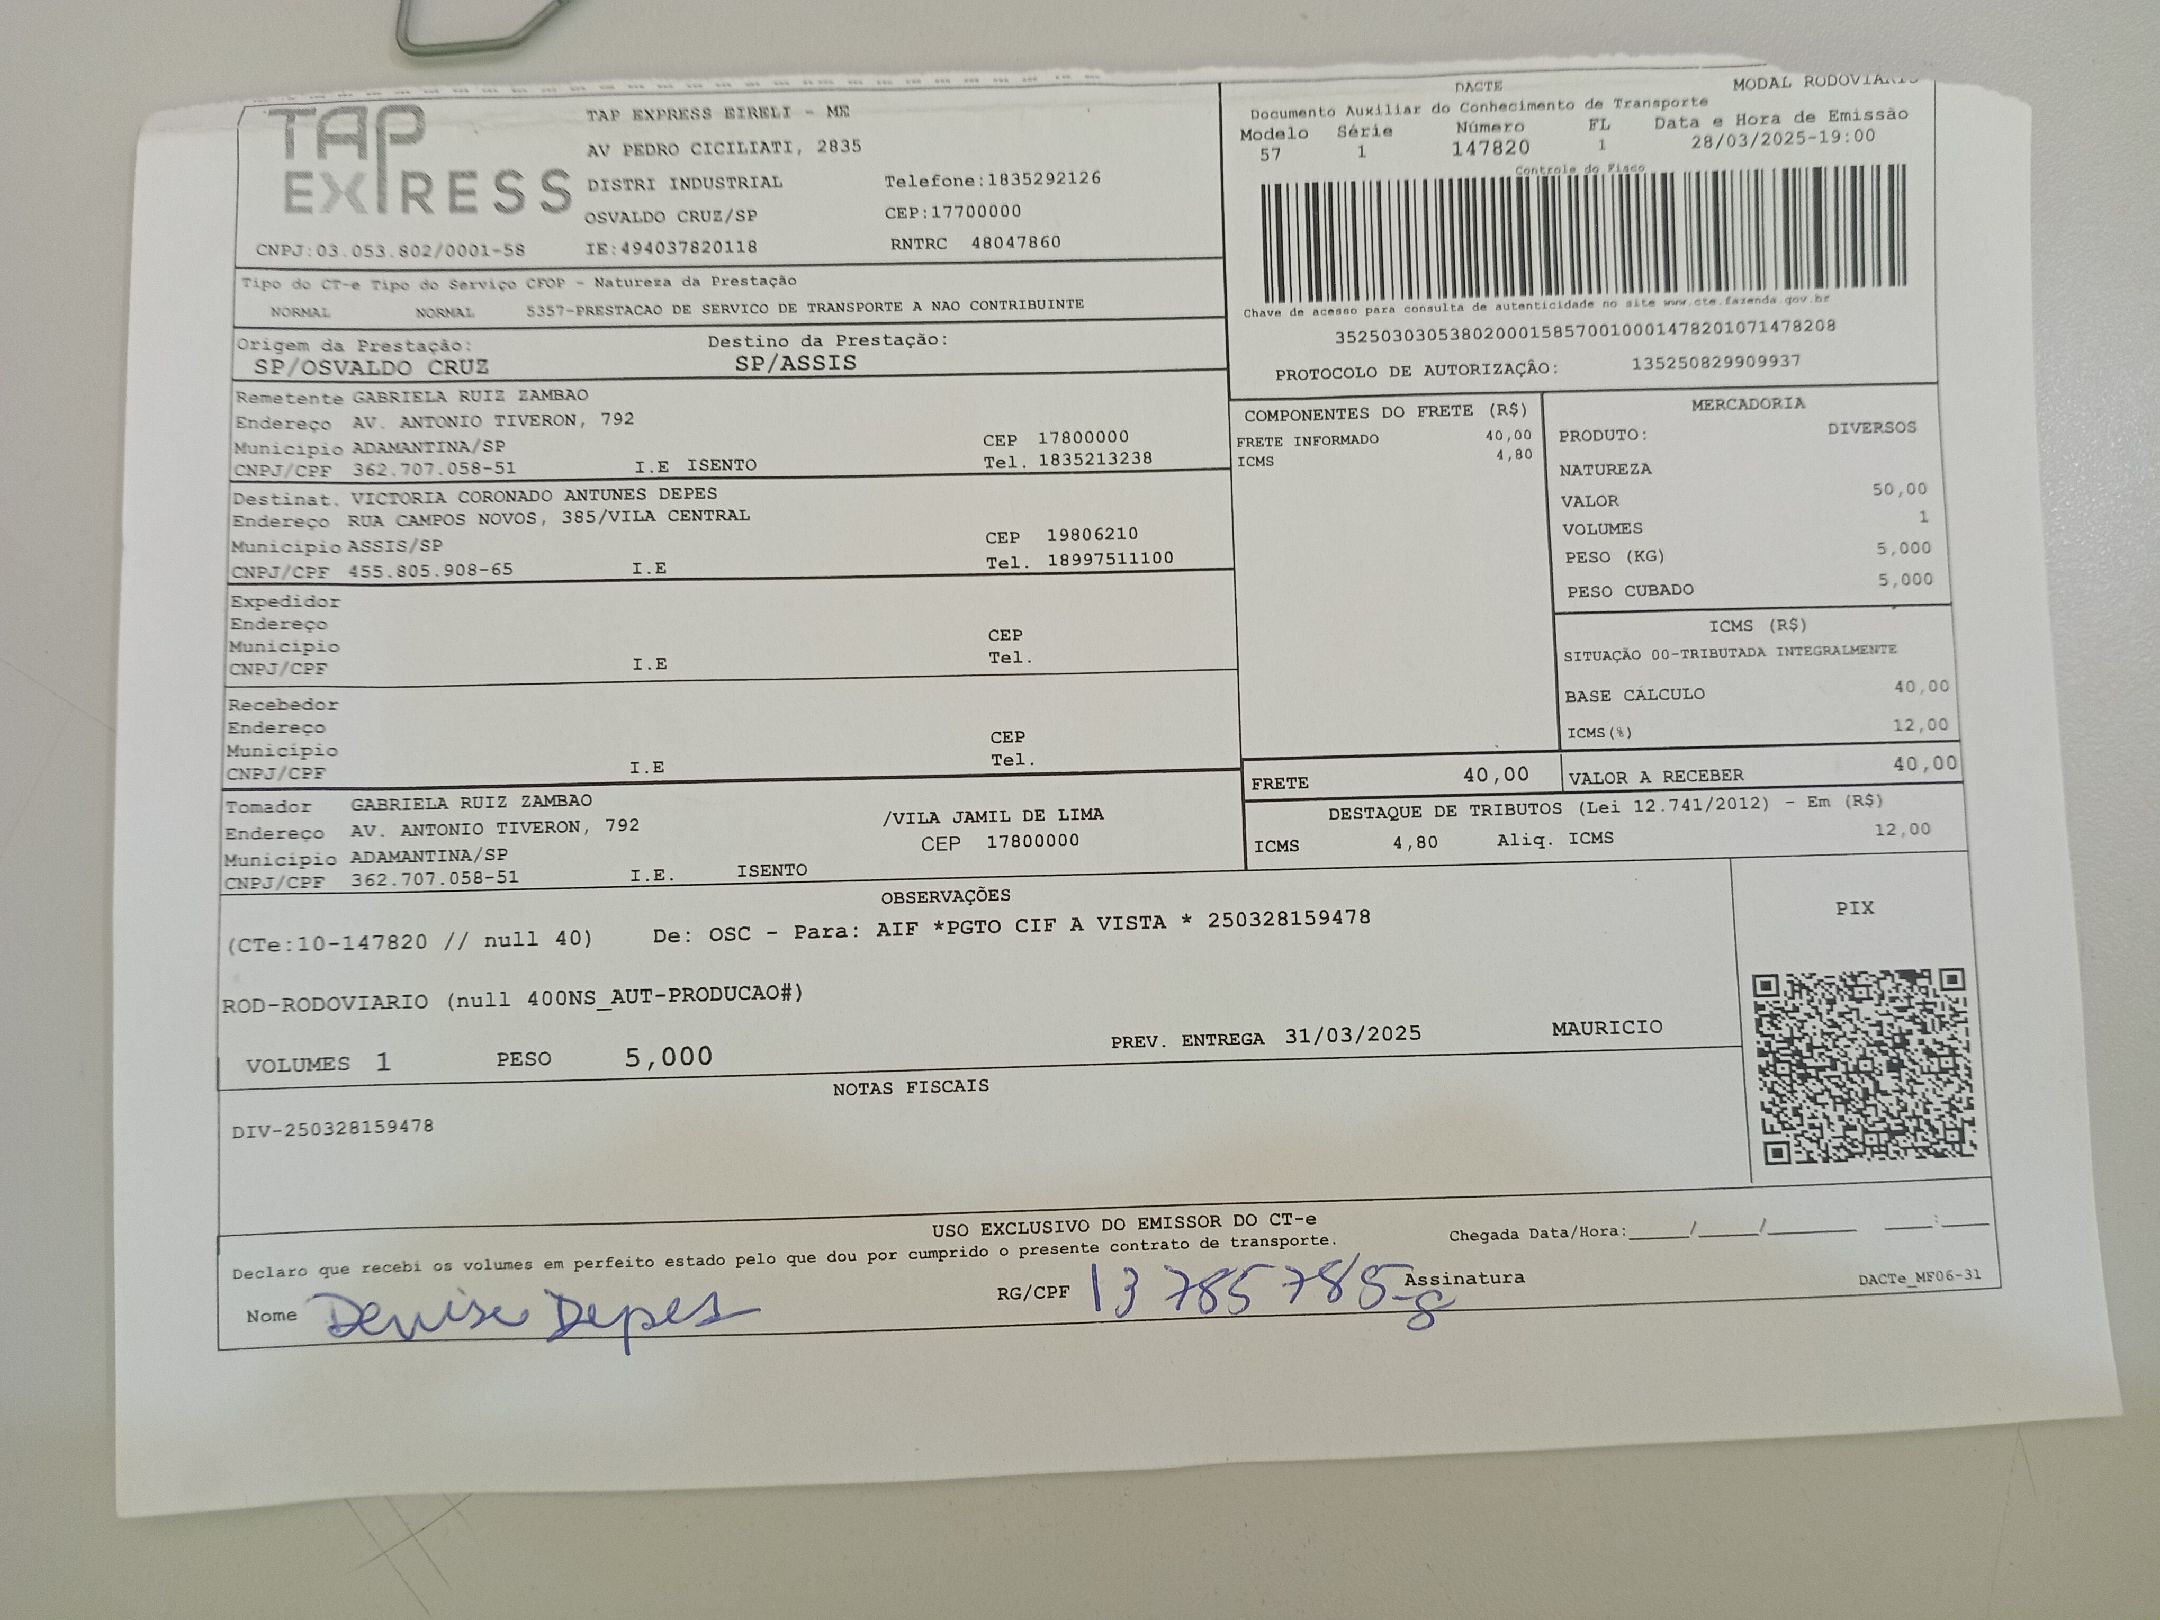 TAP EXPRESS
TAP EXPRESS EIRELI - ME
AV PEDRO CICILIATI, 2835
DISTRI INDUSTRIAL Telefone:1835292126
OSVALDO CRUZ/SP CEP:17700000
CNPJ:03.053.802/0001-58 IE:494037820118 RNTRC 48047860
DACTE MODAL RODOVIARIO
Documento Auxiliar do Conhecimento de Transporte
Modelo Série Número FL Data e Hora de Emissão
57 1 147820 1 28/03/2025-19:00
Controle do Fisco
Chave de acesso para consulta de autenticidade no site www.cte.fazenda.gov.br
35250303053802000158570010001478201071478208
PROTOCOLO DE AUTORIZAÇÃO: 135250829909937
Tipo do CT-e Tipo do Serviço CFOP - Natureza da Prestação
NORMAL NORMAL 5357-PRESTACAO DE SERVICO DE TRANSPORTE A NAO CONTRIBUINTE
Origem da Prestação: Destino da Prestação:
SP/OSVALDO CRUZ SP/ASSIS
Remetente GABRIELA RUIZ ZAMBAO
Endereço AV. ANTONIO TIVERON, 792
Município ADAMANTINA/SP CEP 17800000
CNPJ/CPF 362.707.058-51 I.E ISENTO Tel. 1835213238
Destinat. VICTORIA CORONADO ANTUNES DEPES
Endereço RUA CAMPOS NOVOS, 385/VILA CENTRAL
Município ASSIS/SP CEP 19806210
CNPJ/CPF 455.805.908-65 I.E Tel. 18997511100
Expedidor
Endereço
Município CEP
CNPJ/CPF I.E Tel.
Recebedor
Endereço
Município CEP
CNPJ/CPF I.E Tel.
Tomador GABRIELA RUIZ ZAMBAO
Endereço AV. ANTONIO TIVERON, 792 /VILA JAMIL DE LIMA
Município ADAMANTINA/SP CEP 17800000
CNPJ/CPF 362.707.058-51 I.E. ISENTO
COMPONENTES DO FRETE (R$)
FRETE INFORMADO 40,00
ICMS 4,80
MERCADORIA
PRODUTO: DIVERSOS
NATUREZA
VALOR 50,00
VOLUMES 1
PESO (KG) 5,000
PESO CUBADO 5,000
ICMS (R$)
SITUAÇÃO 00-TRIBUTADA INTEGRALMENTE
BASE CÁLCULO 40,00
ICMS(%) 12,00
FRETE 40,00 VALOR A RECEBER 40,00
DESTAQUE DE TRIBUTOS (Lei 12.741/2012) - Em (R$)
ICMS 4,80 Aliq. ICMS 12,00
OBSERVAÇÕES
(CTe:10-147820 // null 40) De: OSC - Para: AIF *PGTO CIF A VISTA * 250328159478
ROD-RODOVIARIO (null 400NS_AUT-PRODUCAO#)
VOLUMES 1 PESO 5,000 PREV. ENTREGA 31/03/2025 MAURICIO
PIX
NOTAS FISCAIS
DIV-250328159478
USO EXCLUSIVO DO EMISSOR DO CT-e
Declaro que recebi os volumes em perfeito estado pelo que dou por cumprido o presente contrato de transporte.
Chegada Data/Hora:_____/_____/_______ ____:____
Nome Denise Depes RG/CPF 13785785-8 Assinatura
DACTe_MF06-31